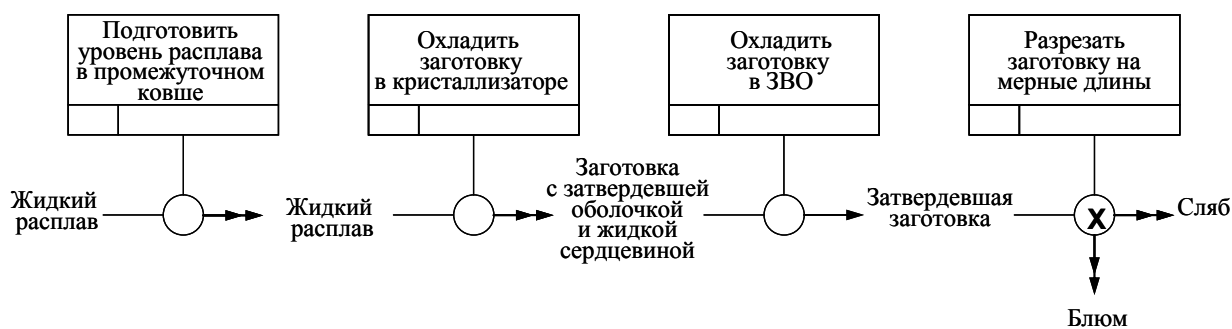 Подготовить
уровень расплава
в промежуточном
ковше
Охладить
заготовку
в кристаллизаторе
Охладить
заготовку
в ЗВО
Разрезать
заготовку на
мерные длины
Жидкий
расплав
Жидкий
расплав
Заготовка
с затвердевшей
оболочкой
и жидкой
сердцевиной
Затвердевшая
заготовка
X
Сляб
Блюм